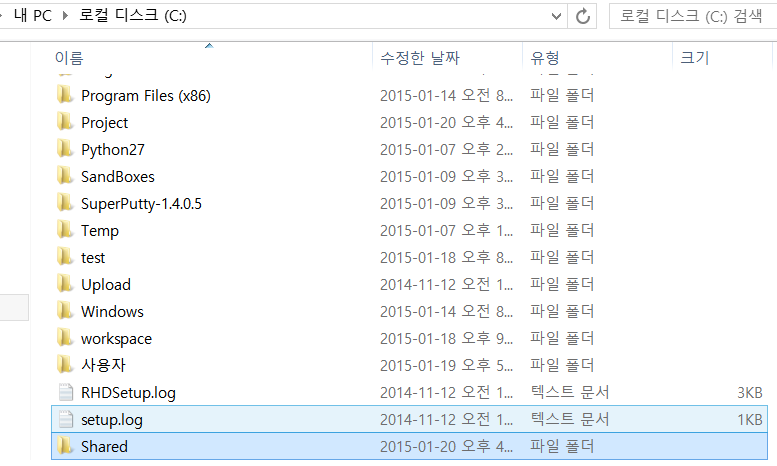 내 PC 로컬 디스크 (C:) 로컬 디스크 (C:) 검색
이름 수정한 날짜 유형 크기
Program Files (x86) 2015-01-14 오전 8... 파일 폴더
Project 2015-01-20 오후 4... 파일 폴더
Python27 2015-01-07 오후 2... 파일 폴더
SandBoxes 2015-01-09 오후 3... 파일 폴더
SuperPutty-1.4.0.5 2015-01-09 오후 3... 파일 폴더
Temp 2015-01-07 오후 1... 파일 폴더
test 2015-01-18 오후 8... 파일 폴더
Upload 2014-11-12 오전 1... 파일 폴더
Windows 2015-01-14 오전 8... 파일 폴더
workspace 2015-01-18 오후 9... 파일 폴더
사용자 2015-01-19 오후 5... 파일 폴더
RHDSetup.log 2014-11-12 오전 1... 텍스트 문서 3KB
setup.log 2014-11-12 오전 1... 텍스트 문서 1KB
Shared 2015-01-20 오후 4... 파일 폴더